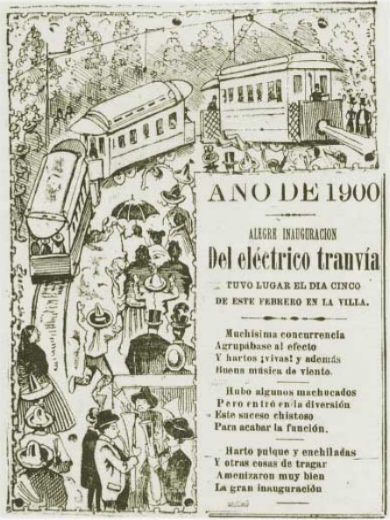 AÑO DE 1900
ALEGRE INAUGURACION
Del eléctrico tranvía
TUVO LUGAR EL DIA CINCO
DE ESTE FEBRERO EN LA VILLA.
Muchísima concurrencia
Agrupábase al efecto
Y hartos ¡vivas! y además
Buena música de viento.
Hubo algunos machucados
Pero entró en la diversión
Este suceso chistoso
Para acabar la función.
Harto pulque y enchiladas
Y otras cosas de tragar
Amenizaron muy bien
La gran inauguración